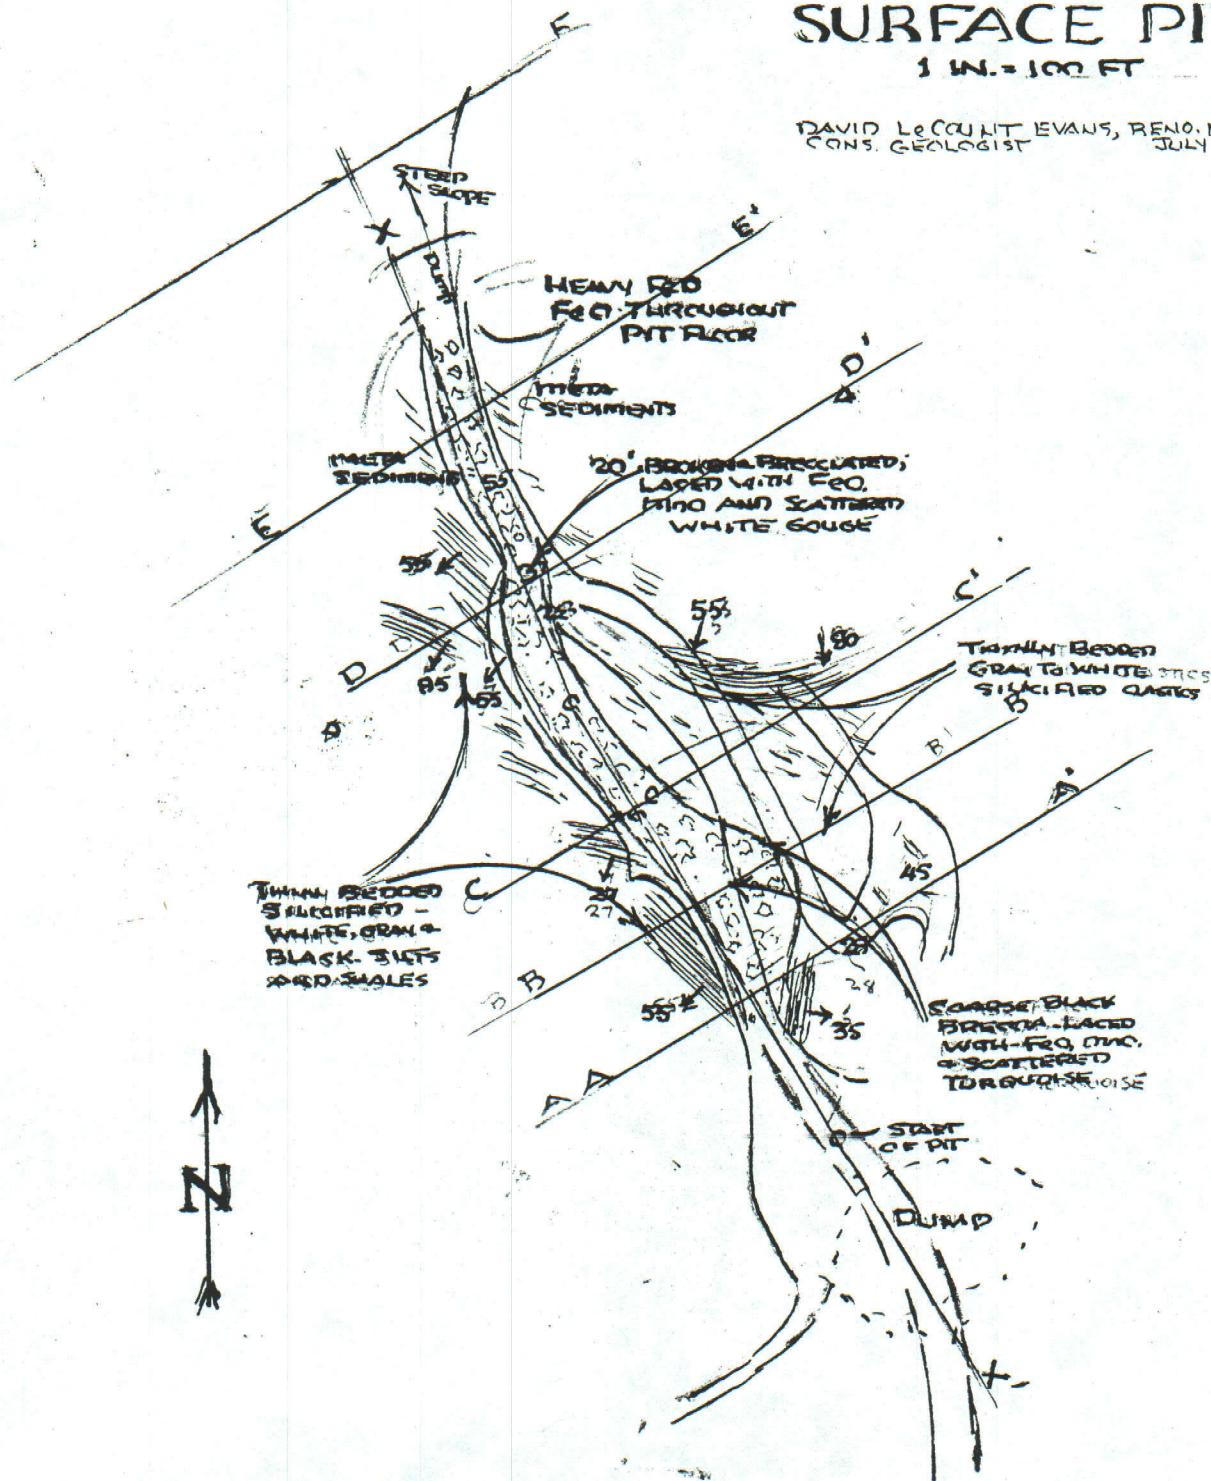 SURFACE PI
1 IN. = 100 FT
DAVID LeCOUNT EVANS, RENO.
CONS. GEOLOGIST JULY
F
STEEP
SLOPE
X
DUMP
E'
HEAVY RED
FeO THROUGHOUT
PIT FLOOR
D'
META
SEDIMENTS
META
SEDIMENTS
55
20' BROKEN & BRECCIATED,
LACED WITH FeO,
MnO AND SCATTERED
WHITE GOUGE
E
55
C'
55
80
THINLY BEDDED
GRAY TO WHITE
SILICIFIED CLASTICS
D
D
85
55
B
B'
A'
45
THINLY BEDDED
SILICIFIED -
WHITE, GRAY &
BLACK SILTS
AND SHALES
C
27
27
28
B B
55
35
COARSE BLACK
BRECCIA-LACED
WITH-FeO, MnO,
& SCATTERED
TURQUOISE
A A
START
OF PIT
N
DUMP